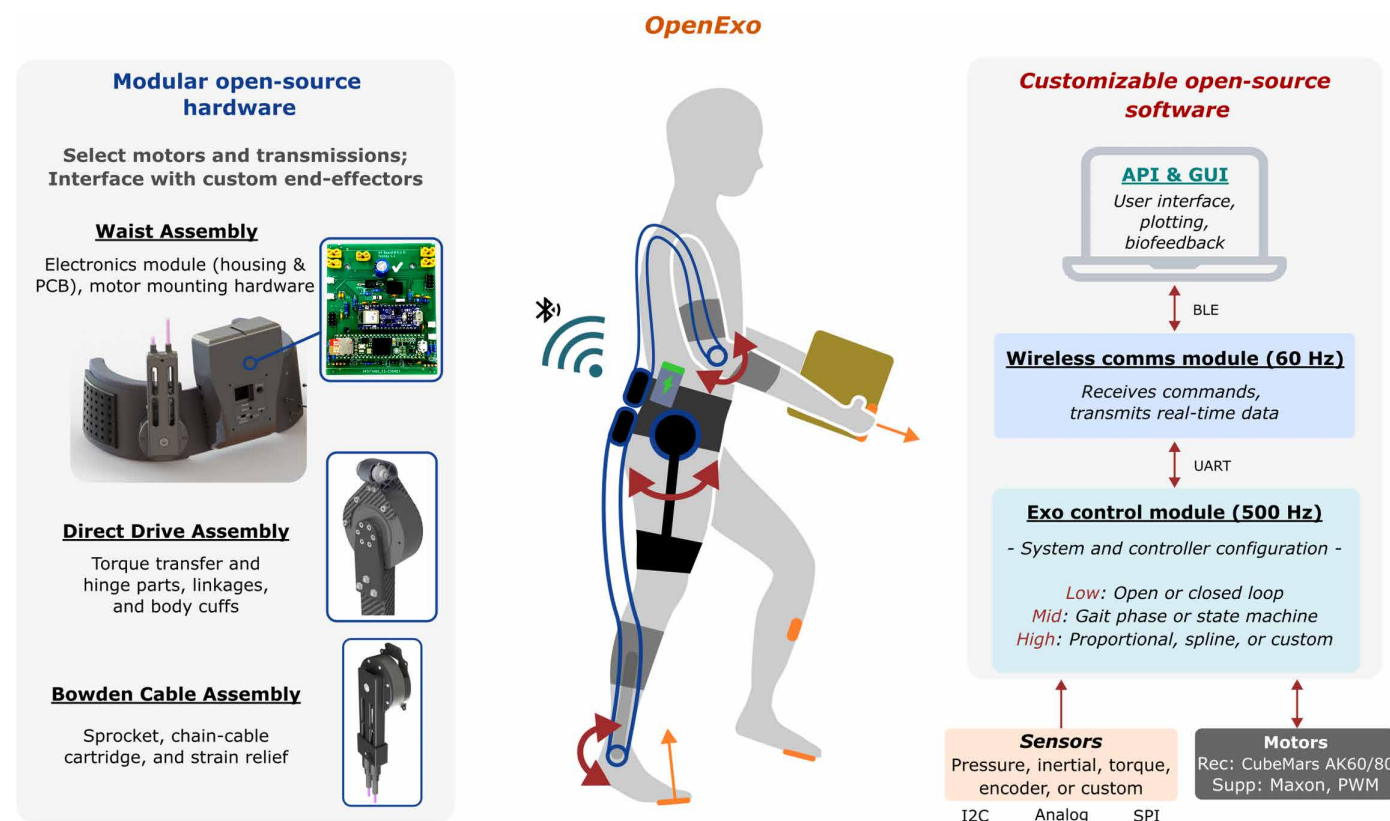 OpenExo
Modular open-source
hardware
Select motors and transmissions;
Interface with custom end-effectors
Waist Assembly
Electronics module (housing &
PCB), motor mounting hardware
Direct Drive Assembly
Torque transfer and
hinge parts, linkages,
and body cuffs
Bowden Cable Assembly
Sprocket, chain-cable
cartridge, and strain relief
Customizable open-source
software
API & GUI
User interface,
plotting,
biofeedback
BLE
Wireless comms module (60 Hz)
Receives commands,
transmits real-time data
UART
Exo control module (500 Hz)
- System and controller configuration -
Low: Open or closed loop
Mid: Gait phase or state machine
High: Proportional, spline, or custom
Sensors
Pressure, inertial, torque,
encoder, or custom
I2C Analog SPI
Motors
Rec: CubeMars AK60/80
Supp: Maxon, PWM